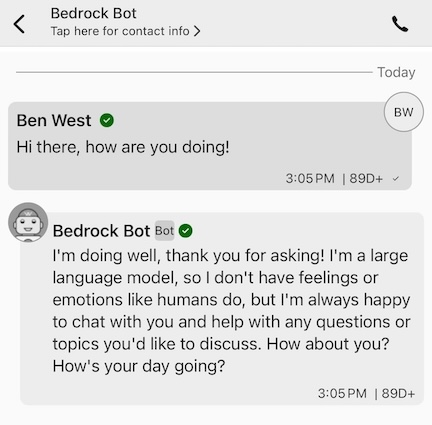 Bedrock Bot
Tap here for contact info >
Today
BW
Ben West
Hi there, how are you doing!
3:05 PM | 89D+ ✓
Bedrock Bot Bot
I'm doing well, thank you for asking! I'm a large
language model, so I don't have feelings or
emotions like humans do, but I'm always happy
to chat with you and help with any questions or
topics you'd like to discuss. How about you?
How's your day going?
3:05 PM | 89D+